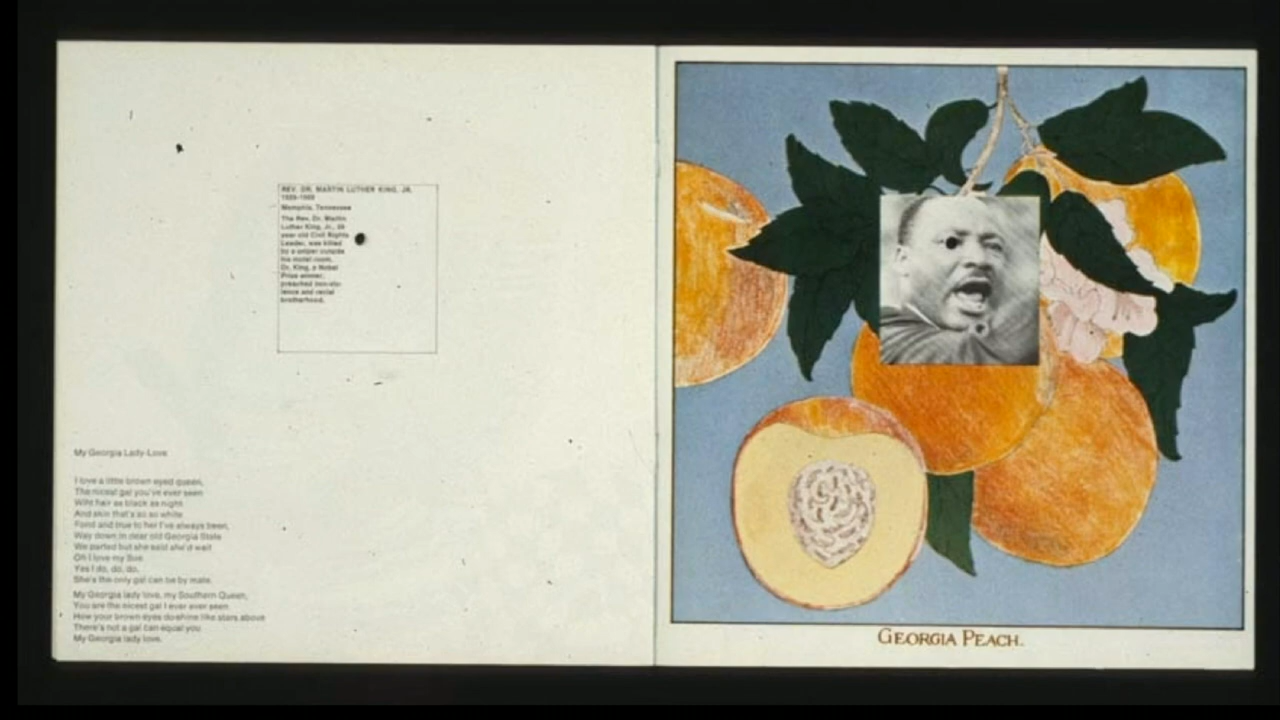 REV. DR. MARTIN LUTHER KING, JR.
1929-1968
Memphis, Tennessee
The Rev. Dr. Martin
Luther King, Jr., 39
year old Civil Rights
Leader, was killed
by a sniper outside
his motel room.
Dr. King, a Nobel
Prize winner,
preached non-vio-
lence and racial
brotherhood.
My Georgia Lady-Love
I love a little brown eyed queen,
The nicest gal you've ever seen
With hair as black as night
And skin that's so so white
Fond and true to her I've always been,
Way down in dear old Georgia State
We parted but she said she'd wait
Oh I love my Sue
Yes I do, do, do,
She's the only gal can be my mate.
My Georgia lady love, my Southern Queen,
You are the nicest gal I ever ever seen
How your brown eyes do shine like stars above
There's not a gal can equal you
My Georgia lady love.
GEORGIA PEACH.